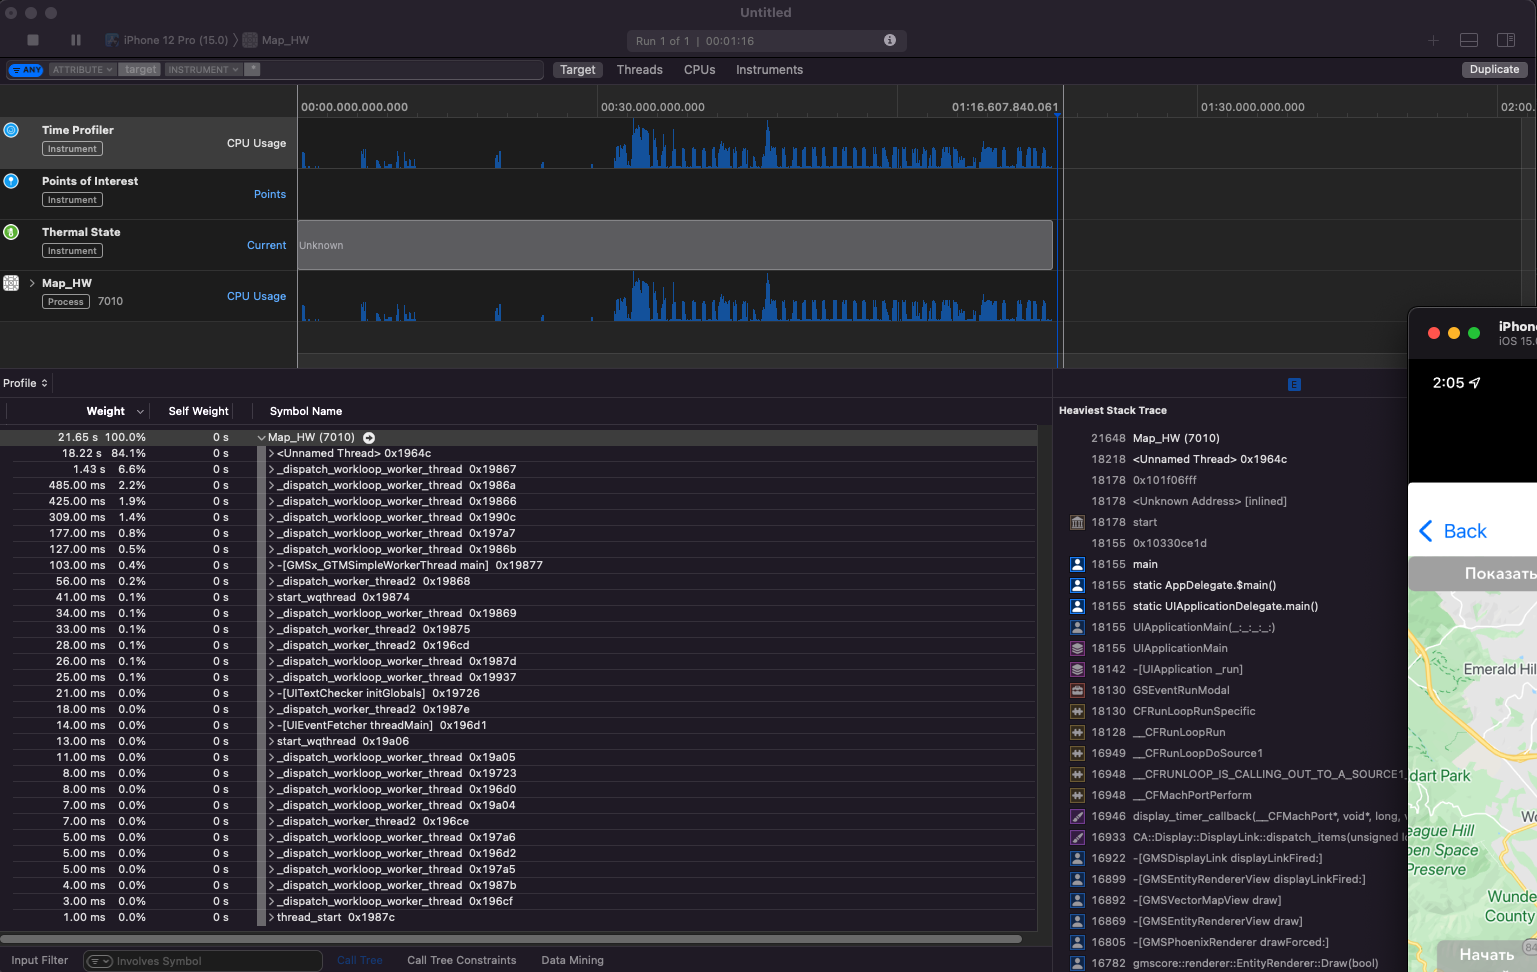 Untitled
iPhone 12 Pro (15.0) 〉 Map_HW
Run 1 of 1 | 00:01:16
ANY ATTRIBUTE target INSTRUMENT *
Target Threads CPUs Instruments
Duplicate
00:00.000.000.000 00:30.000.000.000 01:16.607.840.061 01:30.000.000.000 02:00.
Time Profiler
Instrument
CPU Usage
Points of Interest
Instrument
Points
Thermal State
Instrument
Current
Unknown
Map_HW
Process 7010
CPU Usage
Profile
Weight Self Weight Symbol Name
21.65 s 100.0% 0 s Map_HW (7010)
18.22 s 84.1% 0 s <Unnamed Thread> 0x1964c
1.43 s 6.6% 0 s _dispatch_workloop_worker_thread 0x19867
485.00 ms 2.2% 0 s _dispatch_workloop_worker_thread 0x1986a
425.00 ms 1.9% 0 s _dispatch_workloop_worker_thread 0x19866
309.00 ms 1.4% 0 s _dispatch_workloop_worker_thread 0x1990c
177.00 ms 0.8% 0 s _dispatch_workloop_worker_thread 0x197a7
127.00 ms 0.5% 0 s _dispatch_workloop_worker_thread 0x1986b
103.00 ms 0.4% 0 s -[GMSx_GTMSimpleWorkerThread main] 0x19877
56.00 ms 0.2% 0 s _dispatch_worker_thread2 0x19868
41.00 ms 0.1% 0 s start_wqthread 0x19874
34.00 ms 0.1% 0 s _dispatch_workloop_worker_thread 0x19869
33.00 ms 0.1% 0 s _dispatch_worker_thread2 0x19875
28.00 ms 0.1% 0 s _dispatch_worker_thread2 0x196cd
26.00 ms 0.1% 0 s _dispatch_workloop_worker_thread 0x1987d
25.00 ms 0.1% 0 s _dispatch_workloop_worker_thread 0x19937
21.00 ms 0.0% 0 s -[UITextChecker initGlobals] 0x19726
18.00 ms 0.0% 0 s _dispatch_worker_thread2 0x1987e
14.00 ms 0.0% 0 s -[UIEventFetcher threadMain] 0x196d1
13.00 ms 0.0% 0 s start_wqthread 0x19a06
11.00 ms 0.0% 0 s _dispatch_workloop_worker_thread 0x19a05
8.00 ms 0.0% 0 s _dispatch_workloop_worker_thread 0x19723
8.00 ms 0.0% 0 s _dispatch_workloop_worker_thread 0x196d0
7.00 ms 0.0% 0 s _dispatch_workloop_worker_thread 0x19a04
7.00 ms 0.0% 0 s _dispatch_worker_thread2 0x196ce
5.00 ms 0.0% 0 s _dispatch_workloop_worker_thread 0x197a6
5.00 ms 0.0% 0 s _dispatch_workloop_worker_thread 0x196d2
5.00 ms 0.0% 0 s _dispatch_workloop_worker_thread 0x197a5
4.00 ms 0.0% 0 s _dispatch_workloop_worker_thread 0x1987b
3.00 ms 0.0% 0 s _dispatch_workloop_worker_thread 0x196cf
1.00 ms 0.0% 0 s thread_start 0x1987c
Input Filter Involves Symbol Call Tree Call Tree Constraints Data Mining
E
Heaviest Stack Trace
21648 Map_HW (7010)
18218 <Unnamed Thread> 0x1964c
18178 0x101f06fff
18178 <Unknown Address> [inlined]
18178 start
18155 0x10330ce1d
18155 main
18155 static AppDelegate.$main()
18155 static UIApplicationDelegate.main()
18155 UIApplicationMain(_:_:_:_:)
18155 UIApplicationMain
18142 -[UIApplication _run]
18130 GSEventRunModal
18130 CFRunLoopRunSpecific
18128 __CFRunLoopRun
16949 __CFRunLoopDoSource1
16948 __CFRUNLOOP_IS_CALLING_OUT_TO_A_SOURCE1_
16948 __CFMachPortPerform
16946 display_timer_callback(__CFMachPort*, void*, long, v
16933 CA::Display::DisplayLink::dispatch_items(unsigned lo
16922 -[GMSDisplayLink displayLinkFired:]
16899 -[GMSEntityRendererView displayLinkFired:]
16892 -[GMSVectorMapView draw]
16869 -[GMSEntityRendererView draw]
16805 -[GMSPhoenixRenderer drawForced:]
16782 gmscore::renderer::EntityRenderer::Draw(bool)
iPhon
iOS 15.
2:05
Back
Показать
Emerald Hil
dart Park
Wo
eague Hill
pen Space
Preserve
Wunde
County
84
Начать